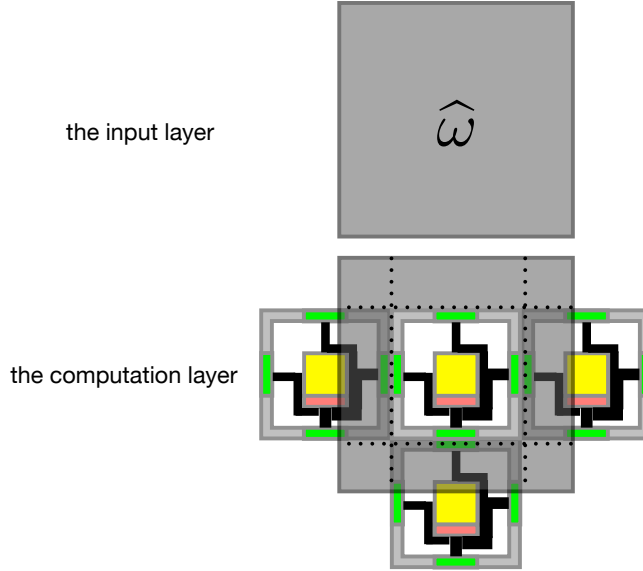 the input layer
ω̂
the computation layer